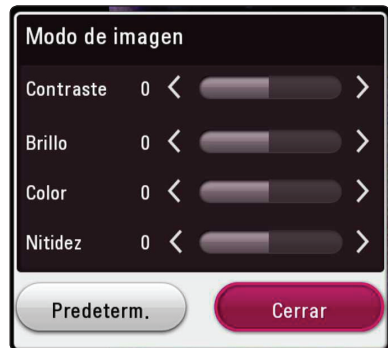 Modo de imagen
Contraste 0
Brillo 0
Color 0
Nitidez 0
Predeterm. Cerrar